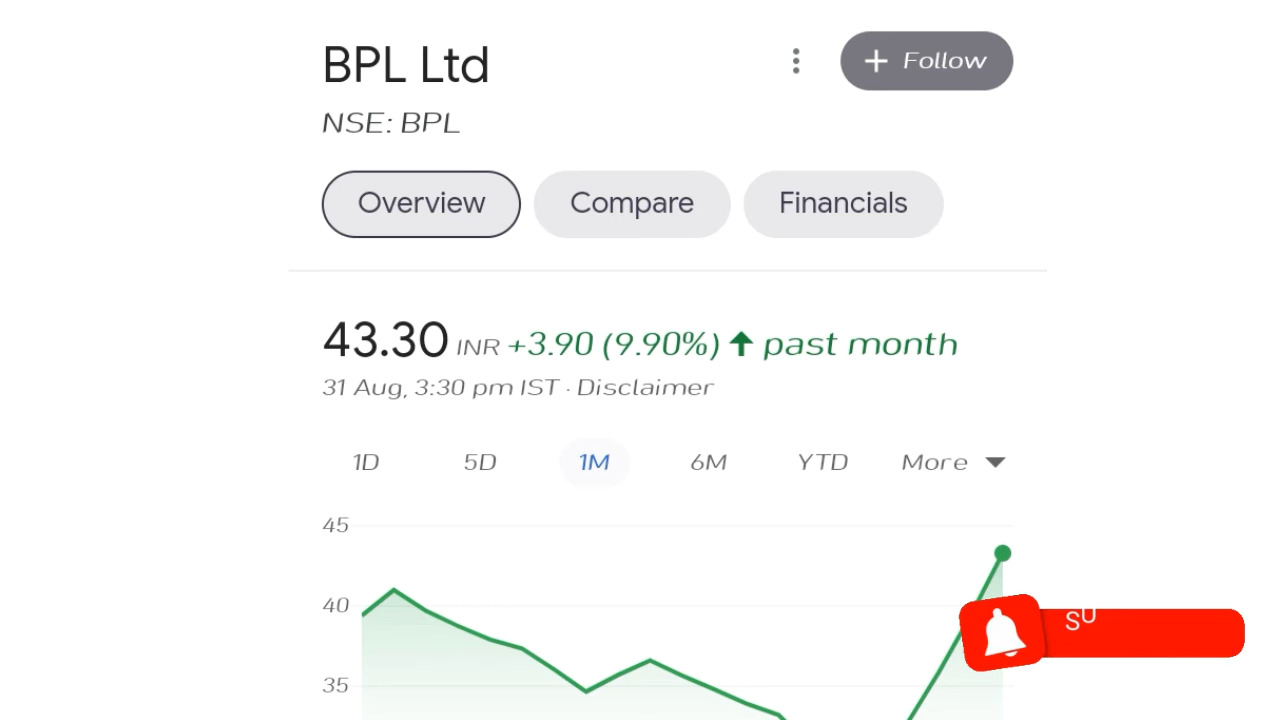 BPL Ltd
+ Follow
NSE: BPL
Overview Compare Financials
43.30 INR +3.90 (9.90%) ↑ past month
31 Aug, 3:30 pm IST · Disclaimer
1D 5D 1M 6M YTD More
45
40
SU
35